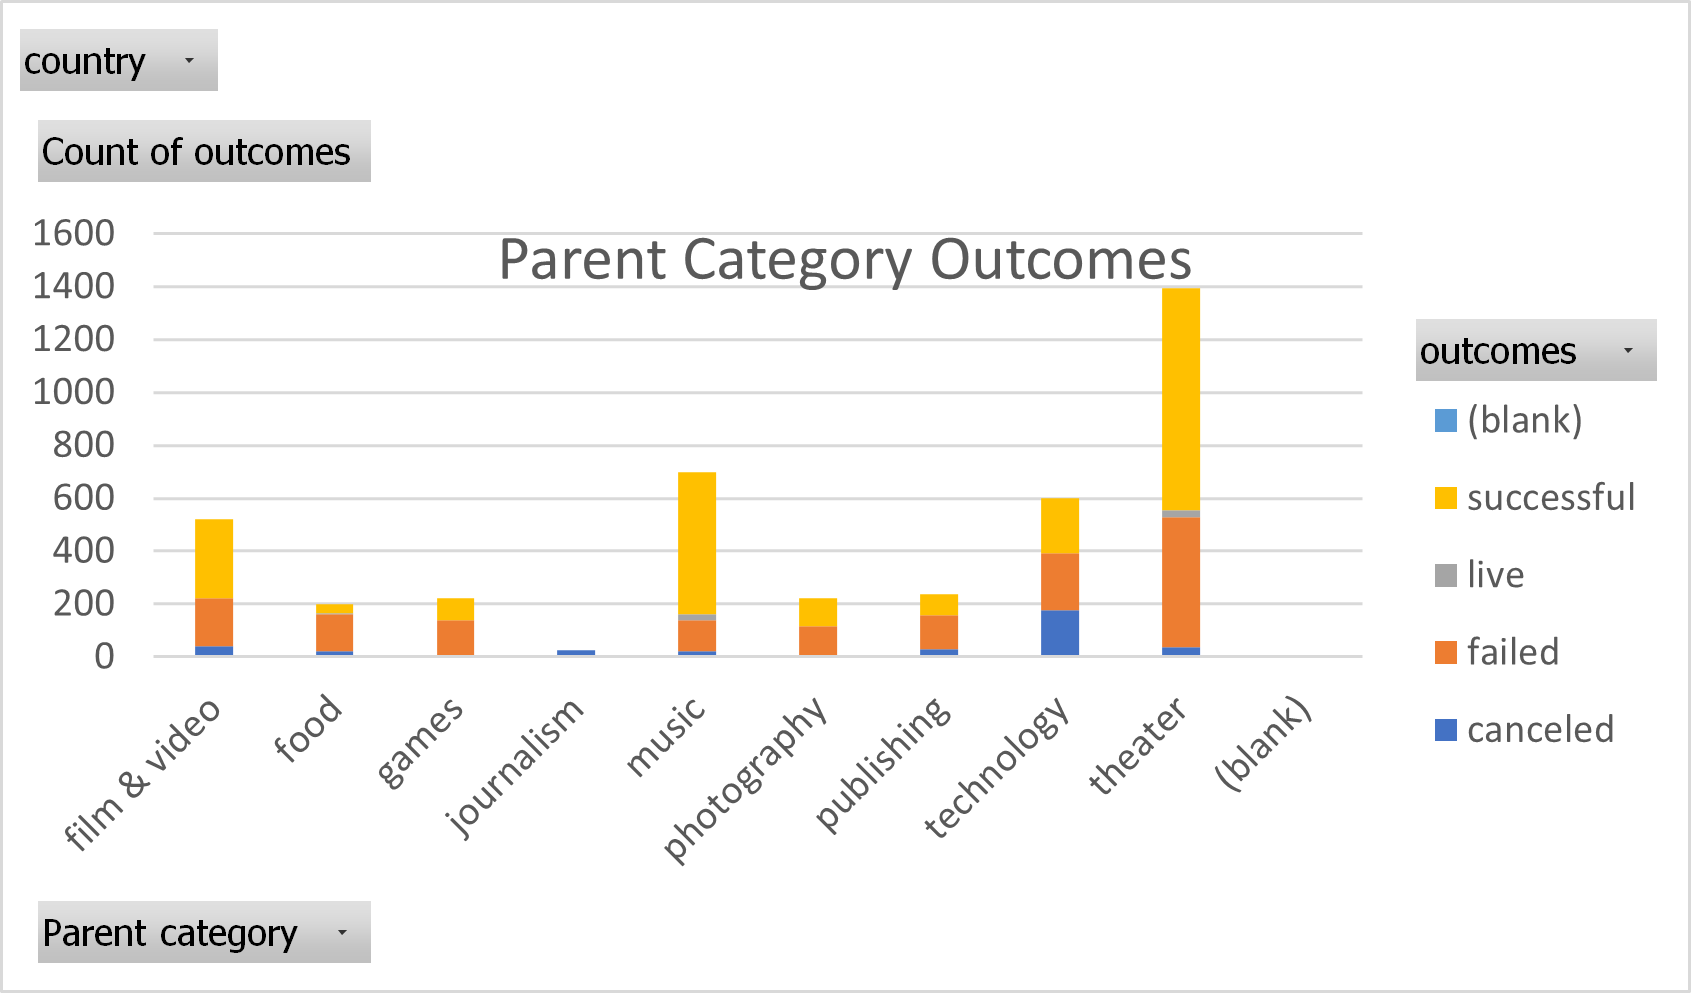 country
Count of outcomes
Parent Category Outcomes
1600
1400
1200
1000
800
600
400
200
0
film & video
food
games
journalism
music
photography
publishing
technology
theater
(blank)
outcomes
(blank)
successful
live
failed
canceled
Parent category